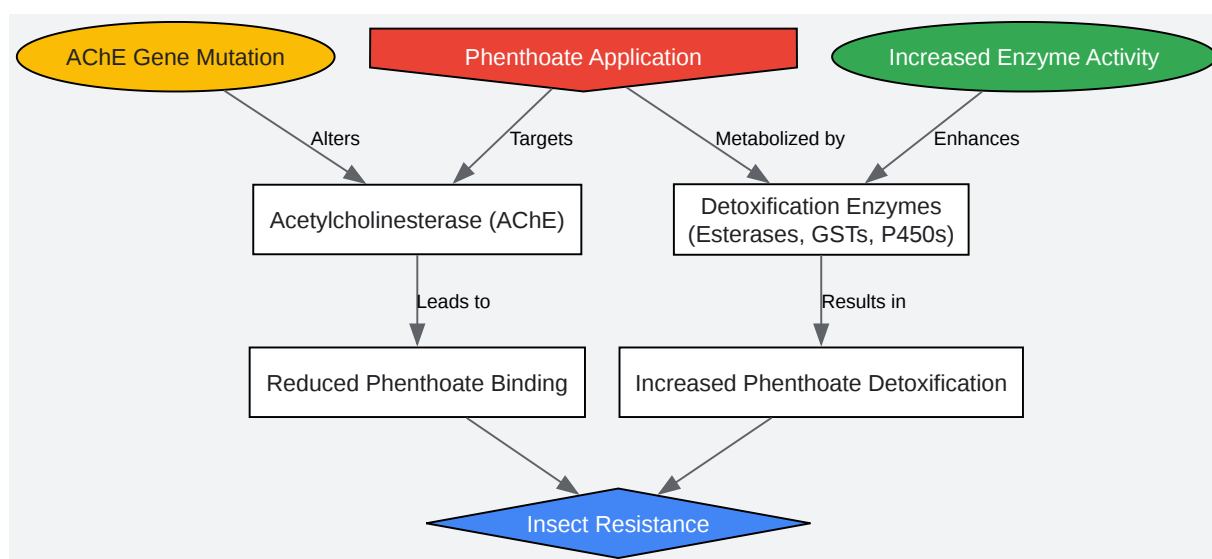 AChE Gene Mutation
Phenthoate Application
Increased Enzyme Activity
Alters
Targets
Metabolized by
Enhances
Acetylcholinesterase (AChE)
Detoxification Enzymes
(Esterases, GSTs, P450s)
Leads to
Results in
Reduced Phenthoate Binding
Increased Phenthoate Detoxification
Insect Resistance